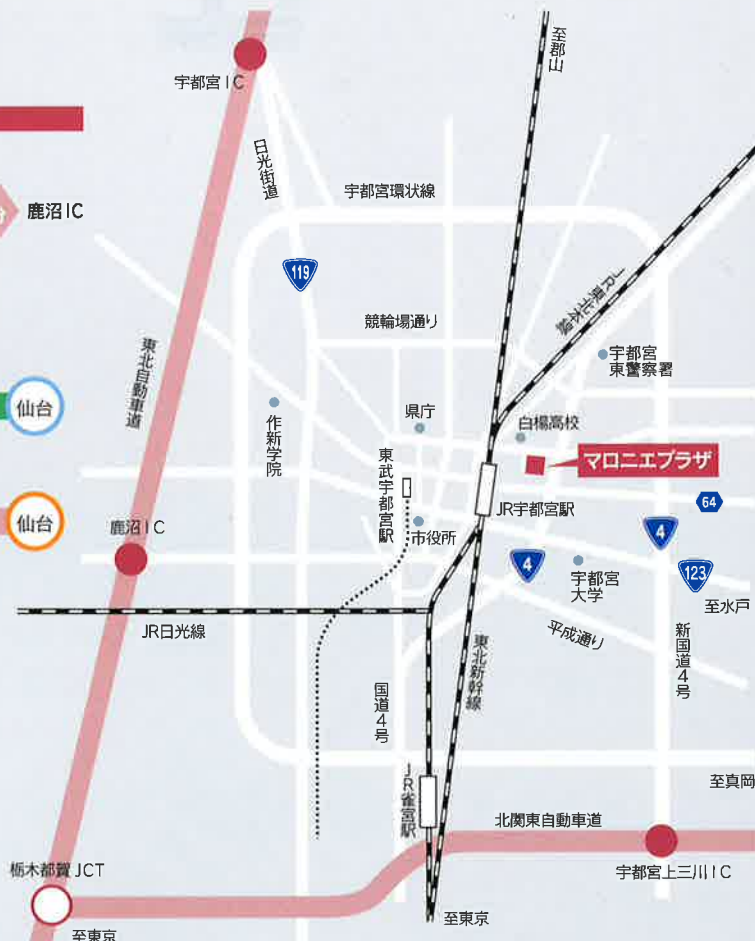 至郡山
宇都宮IC
日光街道
宇都宮環状線
鹿沼IC
119
競輪場通り
JR東北本線
宇都宮
東警察署
東北自動車道
仙台
作新学院
県庁
白楊高校
マロニエプラザ
東武宇都宮駅
64
JR宇都宮駅
仙台
鹿沼IC
市役所
4
4
宇都宮
大学
123
至水戸
JR日光線
平成通り
新国道4号
東北新幹線
国道4号
JR雀宮駅
至真岡
北関東自動車道
栃木都賀JCT
宇都宮上三川IC
至東京
至東京